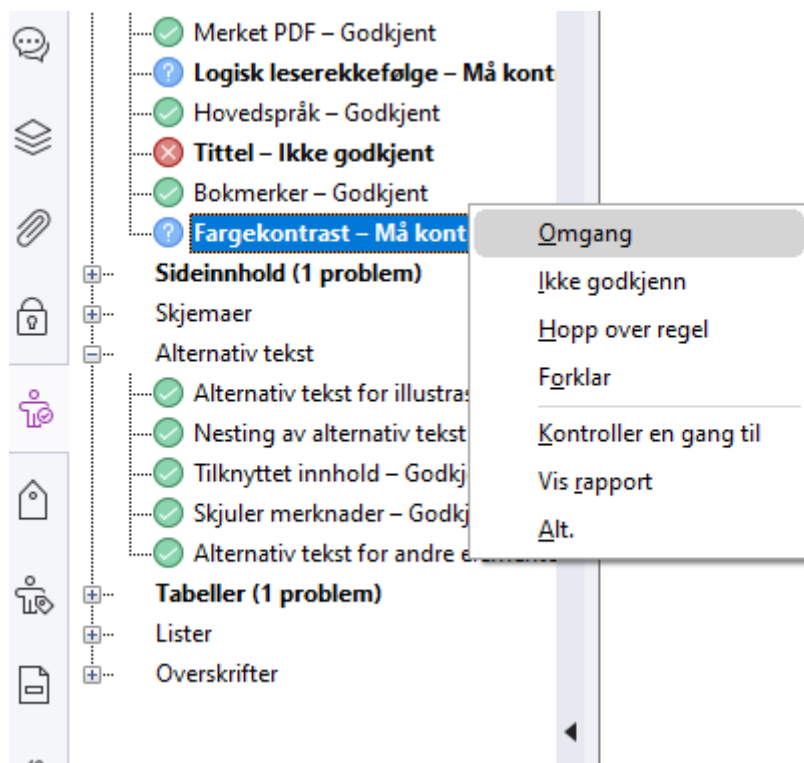 Merket PDF – Godkjent
Logisk leserekkefølge – Må kont
Hovedspråk – Godkjent
Tittel – Ikke godkjent
Bokmerker – Godkjent
Fargekontrast – Må kont
Omgang
Sideinnhold (1 problem)
Ikke godkjenn
Skjemaer
Hopp over regel
Alternativ tekst
Forklar
Alternativ tekst for illustras
Nesting av alternativ tekst
Kontroller en gang til
Tilknyttet innhold – Godkj
Vis rapport
Skjuler merknader – Godkj
Alt.
Alternativ tekst for andre
Tabeller (1 problem)
Lister
Overskrifter